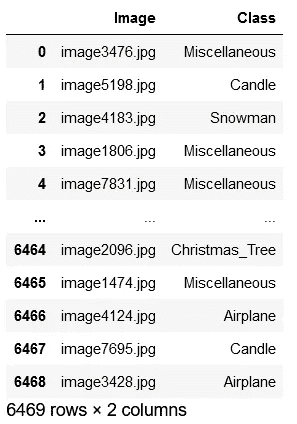 Image Class
0 image3476.jpg Miscellaneous
1 image5198.jpg Candle
2 image4183.jpg Snowman
3 image1806.jpg Miscellaneous
4 image7831.jpg Miscellaneous
... ... ...
6464 image2096.jpg Christmas_Tree
6465 image1474.jpg Miscellaneous
6466 image4124.jpg Airplane
6467 image7695.jpg Candle
6468 image3428.jpg Airplane
6469 rows × 2 columns